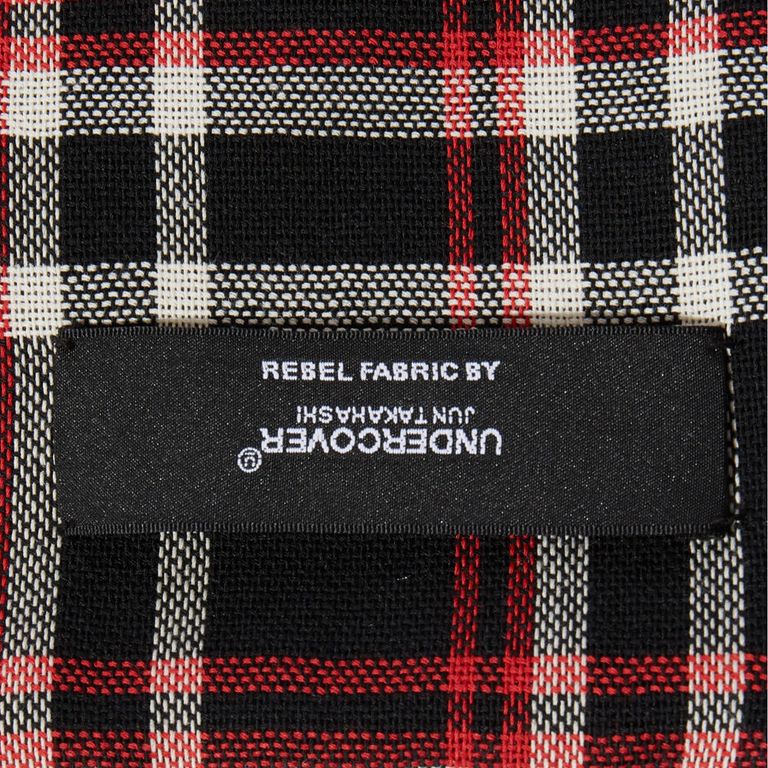 REBEL FABRIC BY
UNDERCOVER®
JUN TAKAHASHI